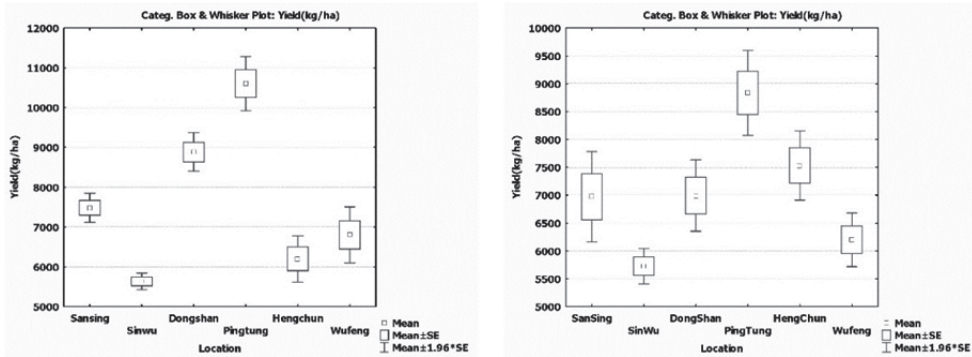 Categ. Box & Whisker Plot: Yield(kg/ha)
12000
11000
10000
9000
8000
7000
6000
5000
Yield(kg/ha)
Sansing
Sinwu
Dongshan
Pingtung
Hengchun
Wufeng
Location
Mean
Mean±SE
Mean±1.96*SE
Categ. Box & Whisker Plot: Yield(kg/ha)
10000
9500
9000
8500
8000
7500
7000
6500
6000
5500
5000
Yield(kg/ha)
SanSing
SinWu
DongShan
PingTung
HengChun
Wufeng
Location
Mean
Mean±SE
Mean±1.96*SE